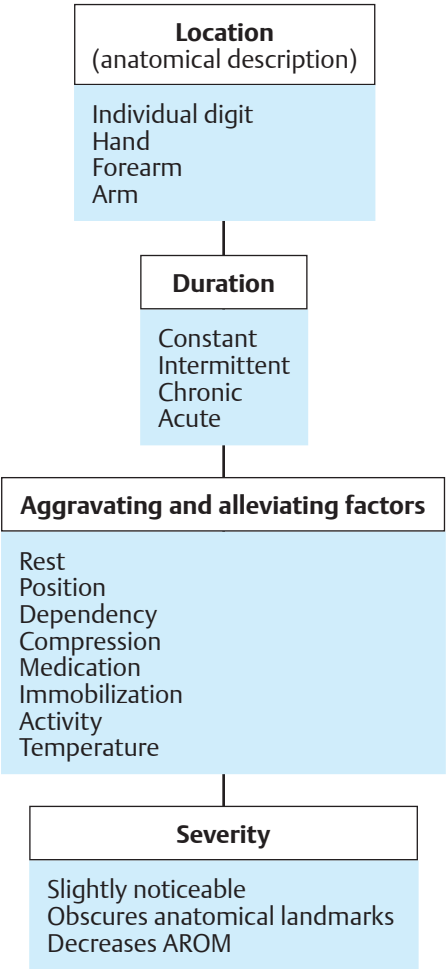 Location
(anatomical description)
Individual digit
Hand
Forearm
Arm
Duration
Constant
Intermittent
Chronic
Acute
Aggravating and alleviating factors
Rest
Position
Dependency
Compression
Medication
Immobilization
Activity
Temperature
Severity
Slightly noticeable
Obscures anatomical landmarks
Decreases AROM